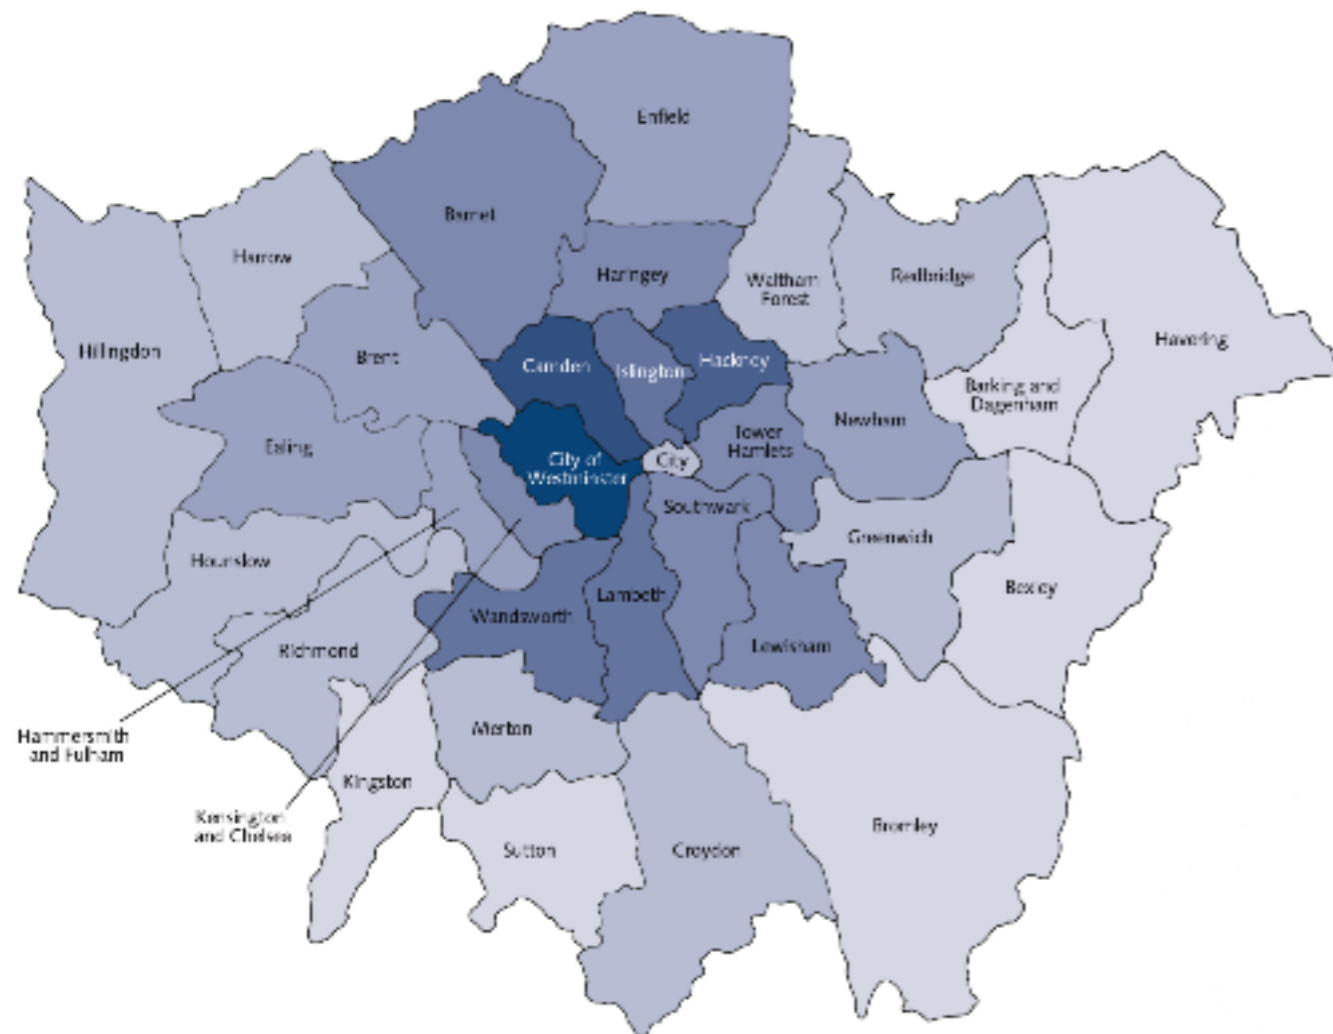 Enfield
Barnet
Harrow
Haringey
Waltham
Forest
Redbridge
Havering
Hillingdon
Brent
Camden
Islington
Hackney
Barking and
Dagenham
Newham
Ealing
Tower
Hamlets
City of
Westminster
City
Southwark
Greenwich
Hounslow
Bexley
Lambeth
Wandsworth
Richmond
Lewisham
Hammersmith
and Fulham
Merton
Kingston
Kensington
and Chelsea
Sutton
Croydon
Bromley